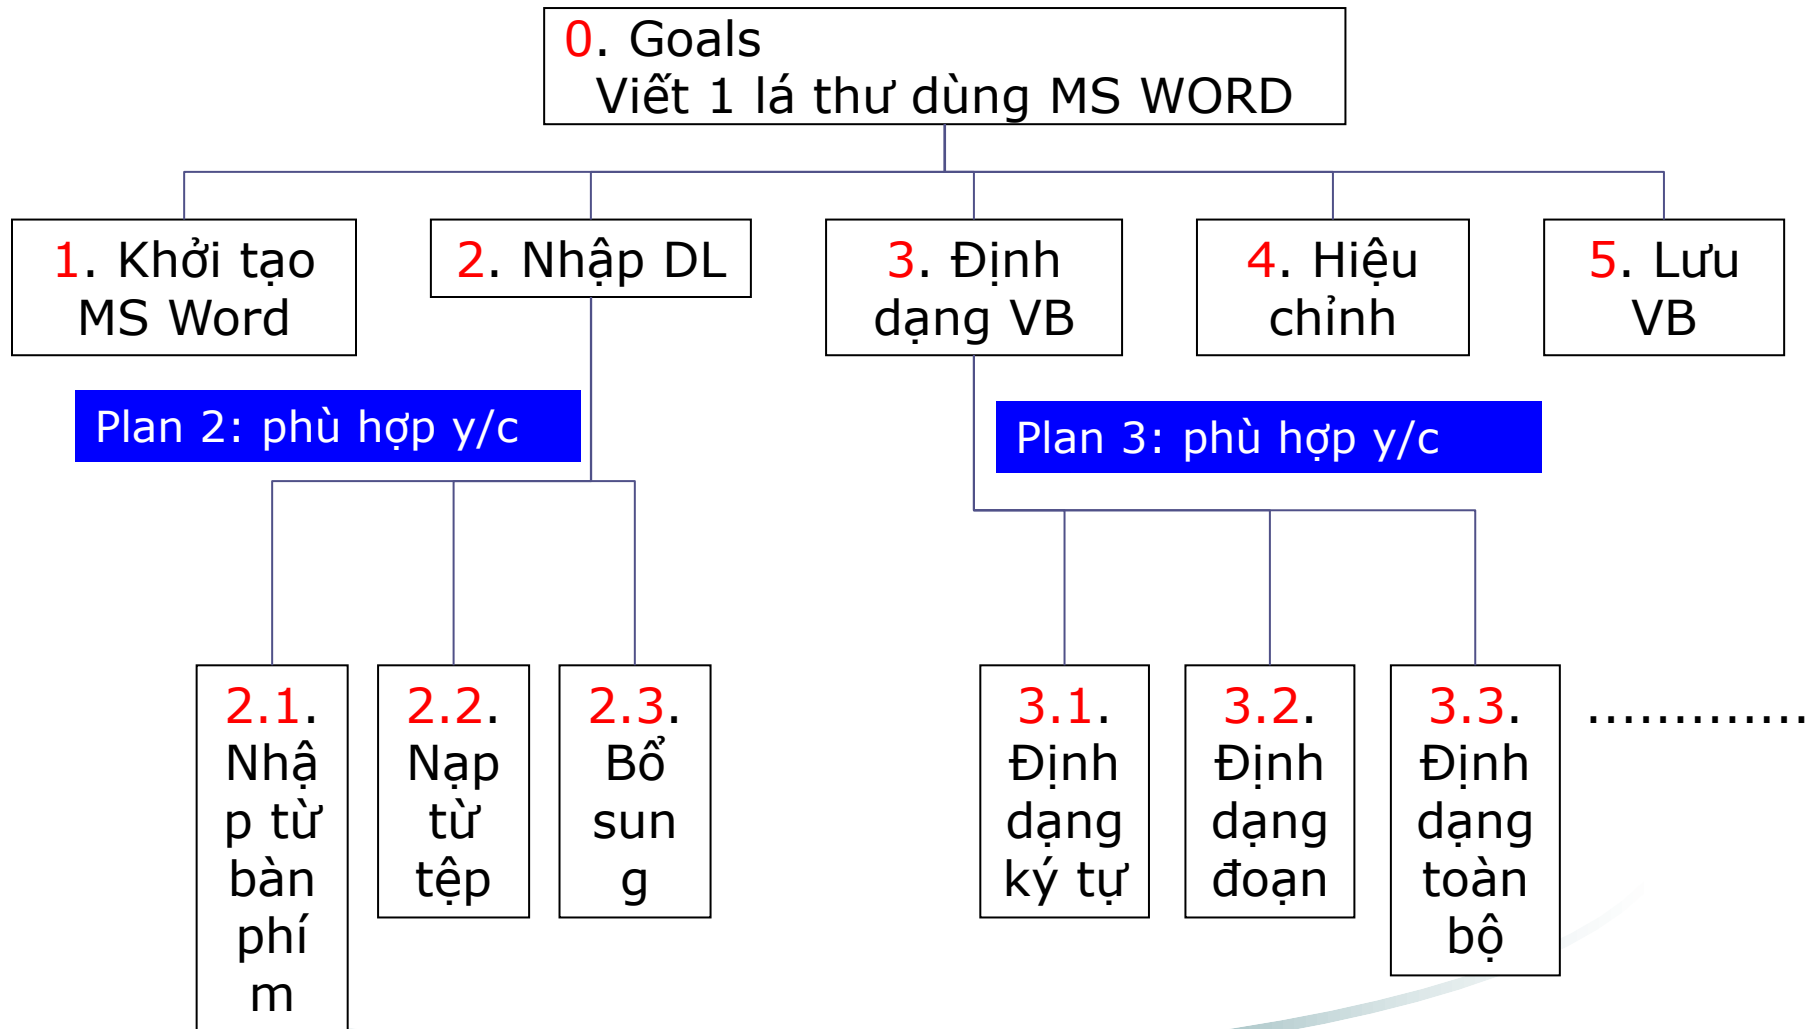 0. Goals
Viết 1 lá thư dùng MS WORD
1. Khởi tạo
MS Word
2. Nhập DL
3. Định
dạng VB
4. Hiệu
chỉnh
5. Lưu
VB
Plan 2: phù hợp y/c
Plan 3: phù hợp y/c
2.1.
Nhậ
p từ
bàn
phí
m
2.2.
Nạp
từ
tệp
2.3.
Bổ
sun
g
3.1.
Định
dạng
ký tự
3.2.
Định
dạng
đoạn
3.3.
Định
dạng
toàn
bộ
.............